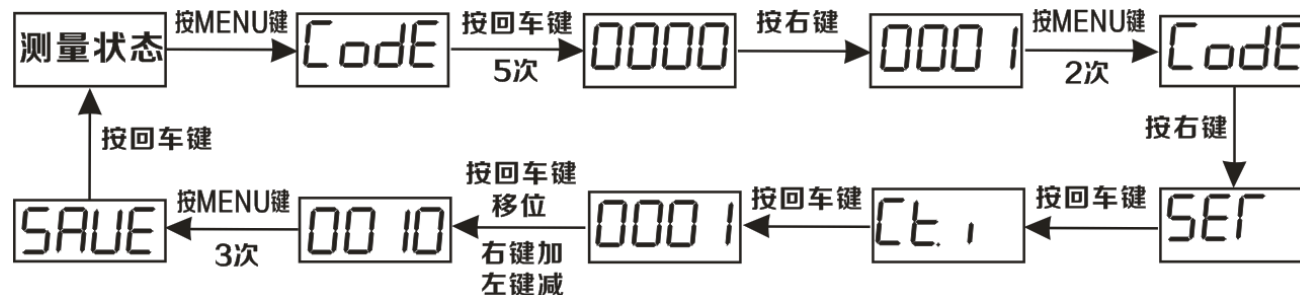 测量状态
按MENU键
CodE
按回车键
5次
0000
按右键
0001
按MENU键
2次
CodE
按右键
SET
按回车键
Ct.1
按回车键
0001
按回车键
移位
右键加
左键减
0010
按MENU键
3次
SAVE
按回车键